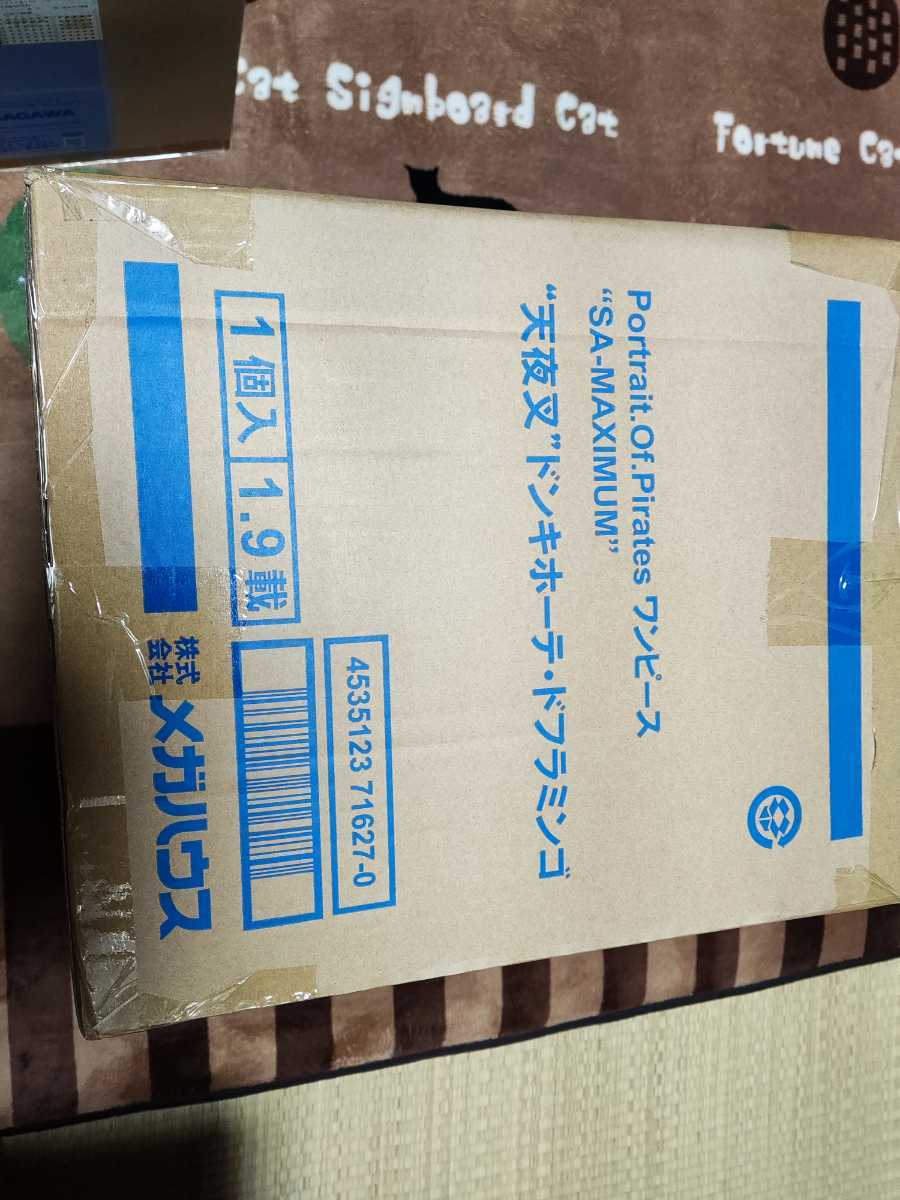 Cat Signboard Cat
Fortune Ca
AGAWA
Portrait.Of.Pirates ワンピース
“SA-MAXIMUM”
“天夜叉”ドンキホーテ・ドフラミンゴ
1個入 1.9載
4535123 71627-0
株式会社 メガハウス